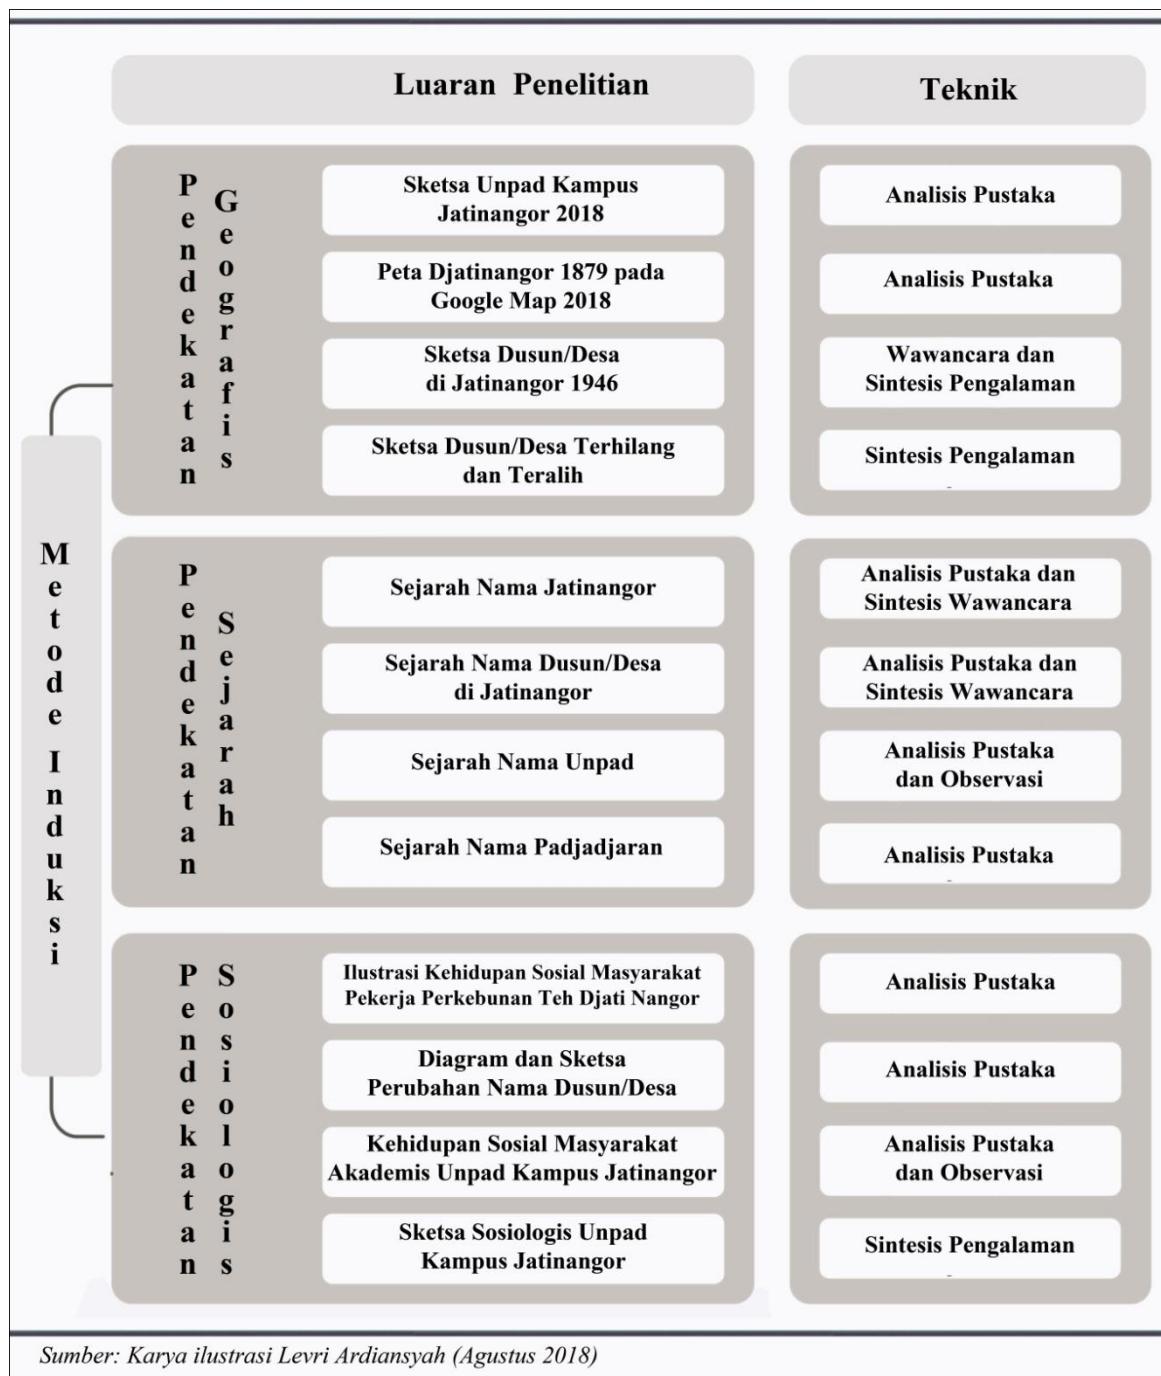 Luaran Penelitian
Teknik
Metode Induksi
Pendekatan
Geografis
Sketsa Unpad Kampus
Jatinangor 2018
Analisis Pustaka
Peta Djatinangor 1879 pada
Google Map 2018
Analisis Pustaka
Sketsa Dusun/Desa
di Jatinangor 1946
Wawancara dan
Sintesis Pengalaman
Sketsa Dusun/Desa Terhilang
dan Teralih
Sintesis Pengalaman
Pendekatan
Sejarah
Sejarah Nama Jatinangor
Analisis Pustaka dan
Sintesis Wawancara
Sejarah Nama Dusun/Desa
di Jatinangor
Analisis Pustaka dan
Sintesis Wawancara
Sejarah Nama Unpad
Analisis Pustaka
dan Observasi
Sejarah Nama Padjadjaran
Analisis Pustaka
Pendekatan
Sosiologis
Ilustrasi Kehidupan Sosial Masyarakat
Pekerja Perkebunan Teh Djati Nangor
Analisis Pustaka
Diagram dan Sketsa
Perubahan Nama Dusun/Desa
Analisis Pustaka
Kehidupan Sosial Masyarakat
Akademis Unpad Kampus Jatinangor
Analisis Pustaka
dan Observasi
Sketsa Sosiologis Unpad
Kampus Jatinangor
Sintesis Pengalaman
Sumber: Karya ilustrasi Levri Ardiansyah (Agustus 2018)